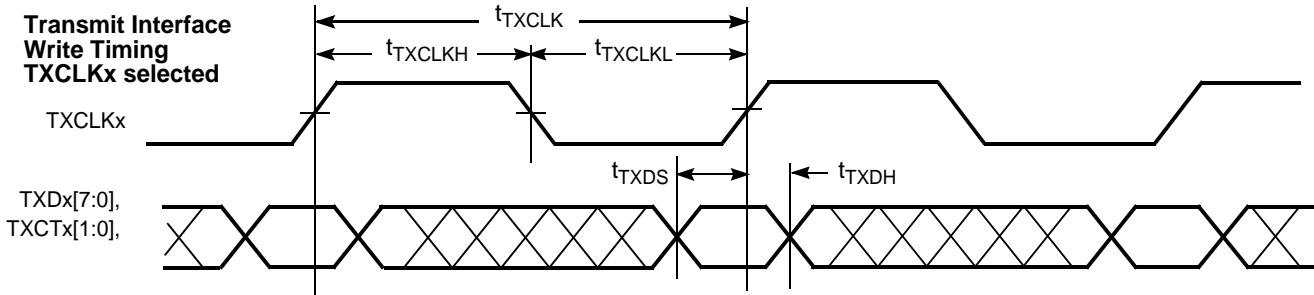 Transmit Interface
Write Timing
TXCLKx selected
tTXCLK
tTXCLKH
tTXCLKL
TXCLKx
tTXDS
tTXDH
TXDx[7:0],
TXCTx[1:0],